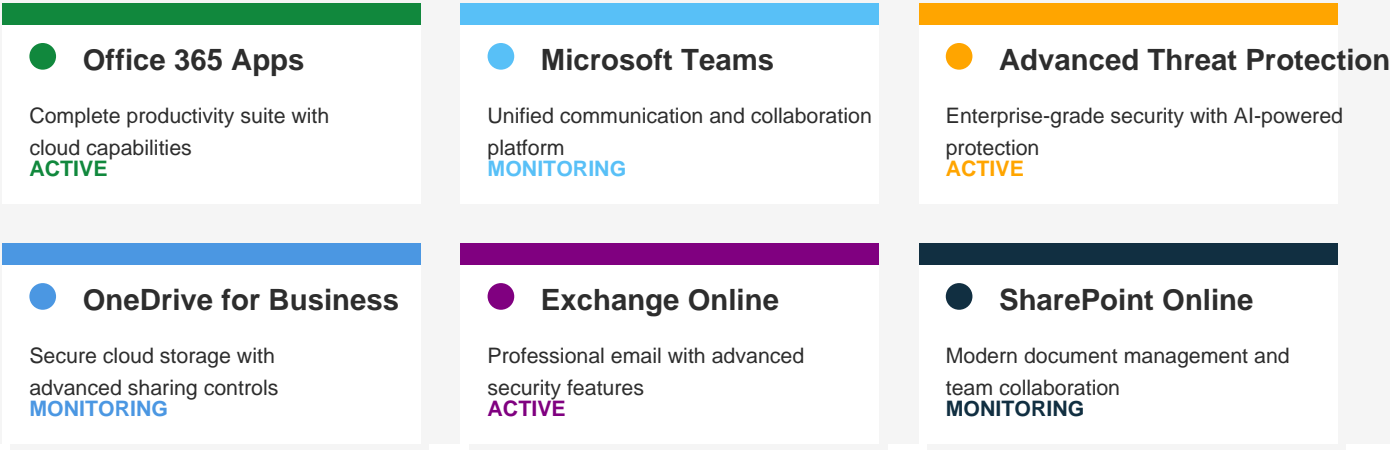 Office 365 Apps
Complete productivity suite with
cloud capabilities
ACTIVE
Microsoft Teams
Unified communication and collaboration
platform
MONITORING
Advanced Threat Protection
Enterprise-grade security with AI-powered
protection
ACTIVE
OneDrive for Business
Secure cloud storage with
advanced sharing controls
MONITORING
Exchange Online
Professional email with advanced
security features
ACTIVE
SharePoint Online
Modern document management and
team collaboration
MONITORING